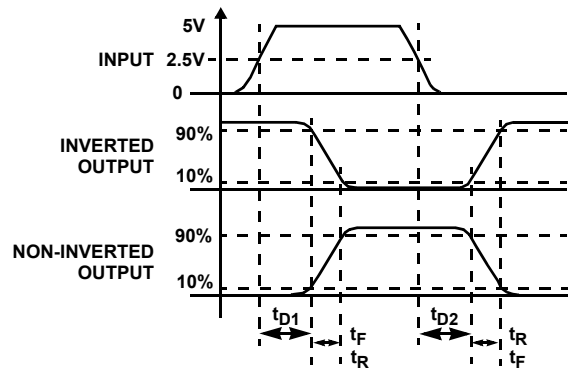 5V
INPUT 2.5V
0
90%
INVERTED
OUTPUT
10%
90%
NON-INVERTED
OUTPUT
10%
tD1 tD2
tF tR
tR tF